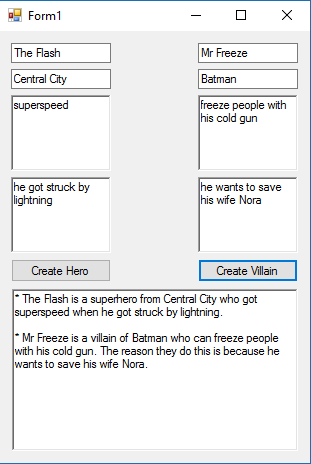 Form1
The Flash
Mr Freeze
Central City
Batman
superspeed
freeze people with
his cold gun
he got struck by
lightning
he wants to save
his wife Nora
Create Hero
Create Villain
* The Flash is a superhero from Central City who got
superspeed when he got struck by lightning.
* Mr Freeze is a villain of Batman who can freeze people
with his cold gun. The reason they do this is because he
wants to save his wife Nora.